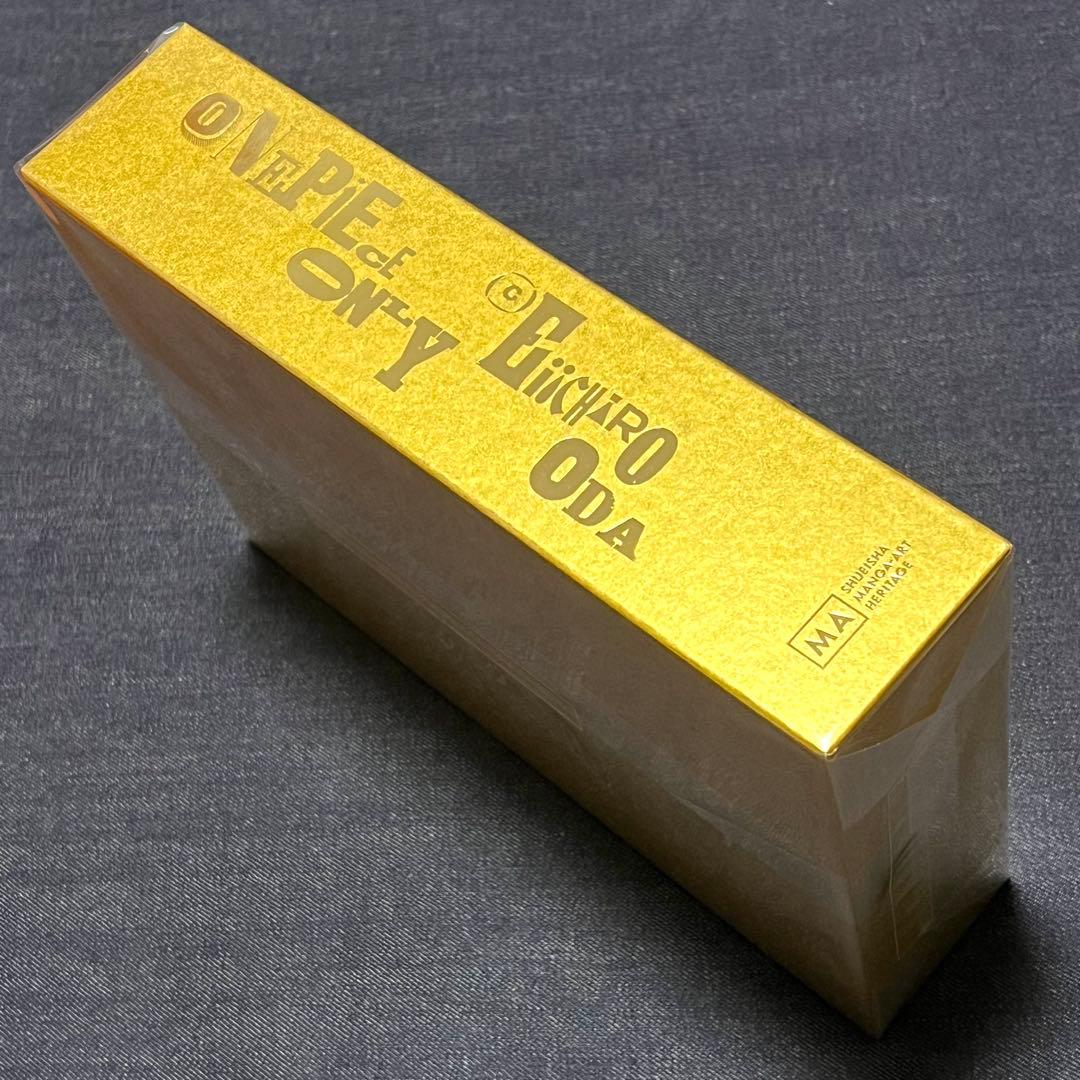 ONE PiECE
ONLY
©EiiCHiRO
ODA
MA
SHUEISHA
MANGA-ART
HERITAGE